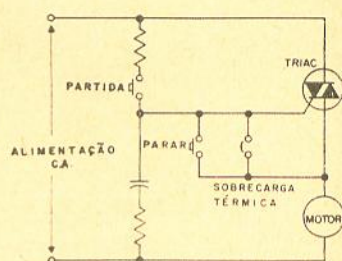 TRIAC
PARTIDA
ALIMENTAÇÃO
C.A.
PARAR
SOBRECARGA
TÉRMICA
MOTOR